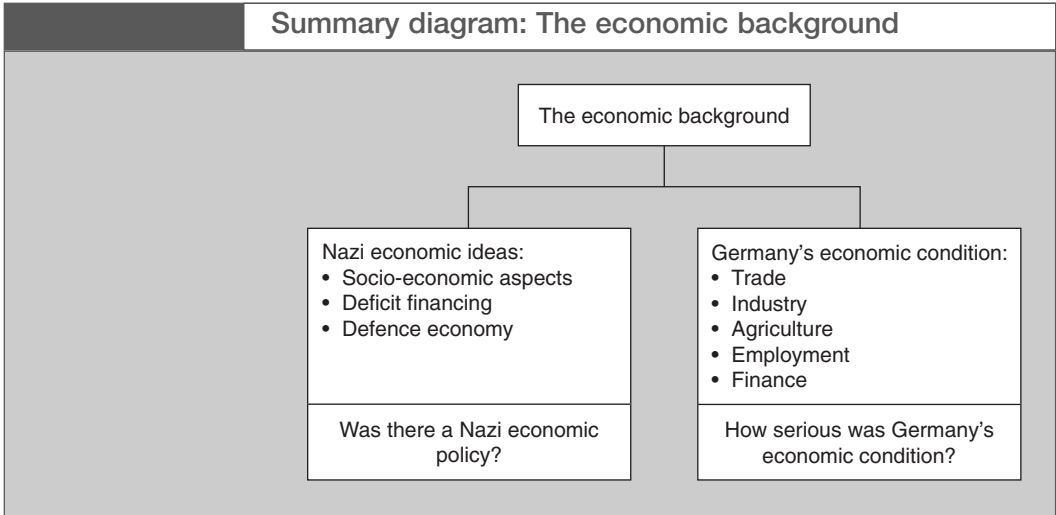 Summary diagram: The economic background
The economic background
Nazi economic ideas:
• Socio-economic aspects
• Deficit financing
• Defence economy
Was there a Nazi economic
policy?
Germany’s economic condition:
• Trade
• Industry
• Agriculture
• Employment
• Finance
How serious was Germany’s
economic condition?